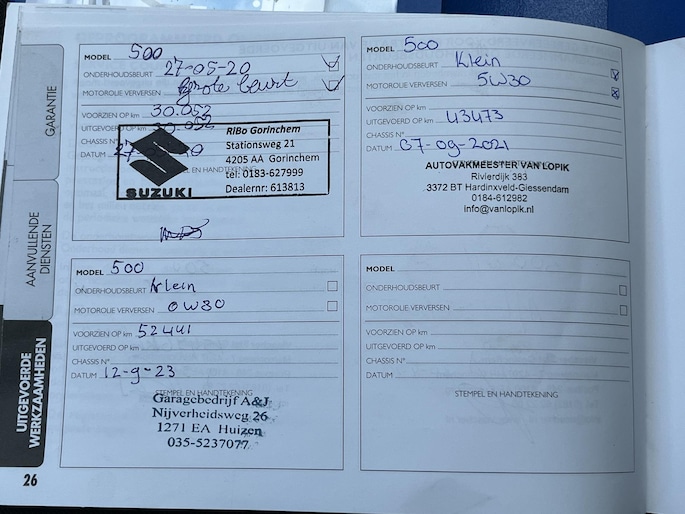 GARANTIE
AANVULLENDE
DIENSTEN
UITGEVOERDE
WERKZAAMHEDEN
26
MODEL 500
ONDERHOUDSBEURT 27-05-20
MOTOROLIE VERVERSEN grote beurt
VOORZIEN OP km 30.052
UITGEVOERD OP km 30.052
CHASSIS N°
DATUM 27
STEMPEL EN HANDTEKENING
SUZUKI
RiBo Gorinchem
Stationsweg 21
4205 AA Gorinchem
tel: 0183-627999
Dealernr: 613813
MODEL 500
ONDERHOUDSBEURT Klein
MOTOROLIE VERVERSEN 5W30
VOORZIEN OP km
UITGEVOERD OP km 43473
CHASSIS N°
DATUM 07-09-2021
AUTOVAKMEESTER VAN LOPIK
Rivierdijk 383
3372 BT Hardinxveld-Giessendam
0184-612982
info@vanlopik.nl
MODEL 500
ONDERHOUDSBEURT Klein
MOTOROLIE VERVERSEN 0W30
VOORZIEN OP km 52441
UITGEVOERD OP km
CHASSIS N°
DATUM 12-9-23
STEMPEL EN HANDTEKENING
Garagebedrijf A&J
Nijverheidsweg 26
1271 EA Huizen
035-5237077
MODEL
ONDERHOUDSBEURT
MOTOROLIE VERVERSEN
VOORZIEN OP km
UITGEVOERD OP km
CHASSIS N°
DATUM
STEMPEL EN HANDTEKENING